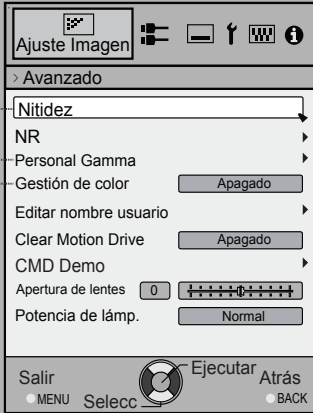 Ajuste Imagen
> Avanzado
Nitidez
NR
Personal Gamma
Gestión de color Apagado
Editar nombre usuario
Clear Motion Drive Apagado
CMD Demo
Apertura de lentes 0
Potencia de lámp. Normal
Salir Ejecutar Atrás
MENU Selecc BACK